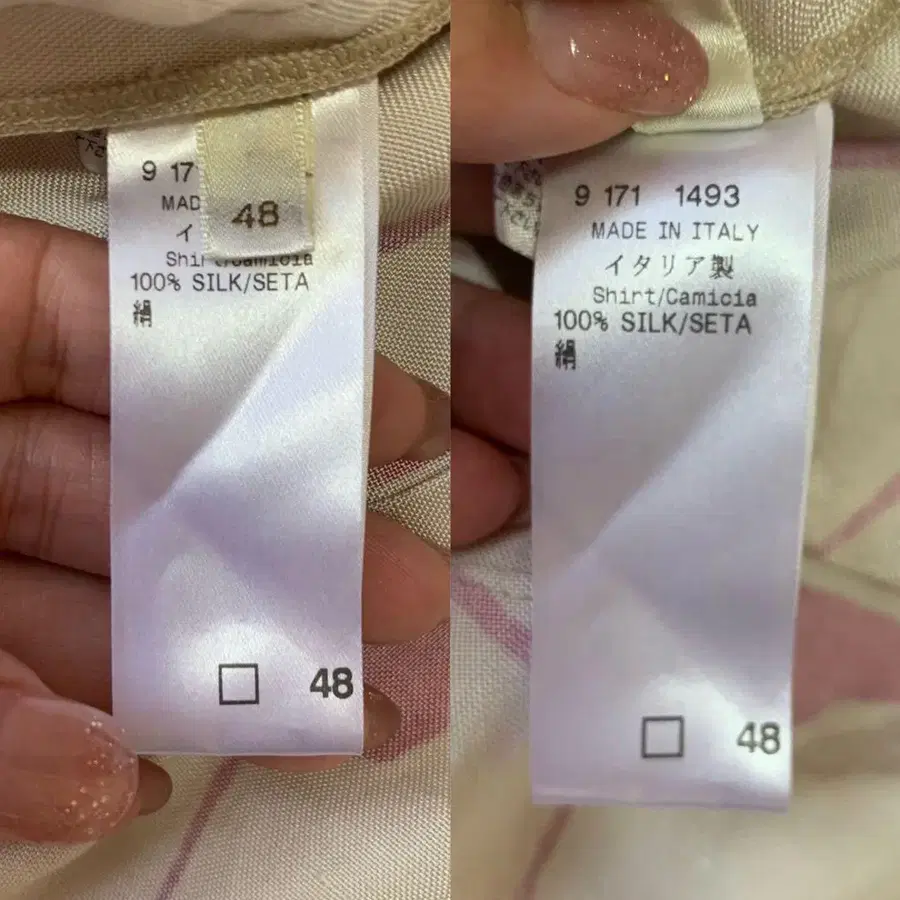 9 17
48
MAD
イ
Shirt/Camicia
100% SILK/SETA
絹
48
9 171 1493
MADE IN ITALY
イタリア製
Shirt/Camicia
100% SILK/SETA
絹
48